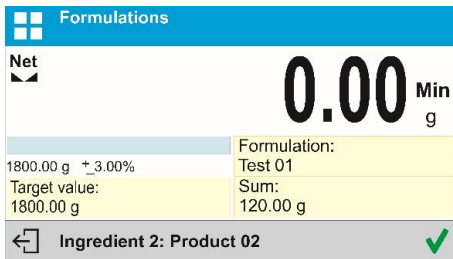 Formulations
Net
0.00 Min
g
1800.00 g ±3.00%
Target value:
1800.00 g
Formulation:
Test 01
Sum:
120.00 g
Ingredient 2: Product 02